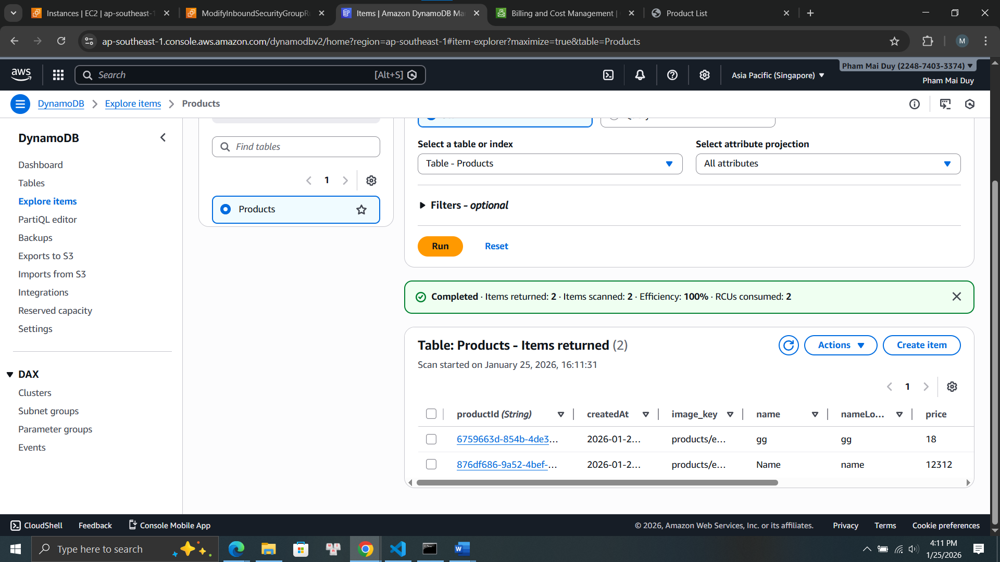 Instances | EC2 | ap-southeast-1
ModifyInboundSecurityGroupRu
Items | Amazon DynamoDB Ma
Billing and Cost Management |
Product List
ap-southeast-1.console.aws.amazon.com/dynamodbv2/home?region=ap-southeast-1#item-explorer?maximize=true&table=Products
M
aws
Search
[Alt+S]
Asia Pacific (Singapore)
Pham Mai Duy (2248-7403-3374)
Pham Mai Duy
DynamoDB
Explore items
Products
DynamoDB
Dashboard
Tables
Explore items
PartiQL editor
Backups
Exports to S3
Imports from S3
Integrations
Reserved capacity
Settings
DAX
Clusters
Subnet groups
Parameter groups
Events
Find tables
1
Products
Select a table or index
Table - Products
Select attribute projection
All attributes
Filters - optional
Run
Reset
Completed · Items returned: 2 · Items scanned: 2 · Efficiency: 100% · RCUs consumed: 2
Table: Products - Items returned (2)
Scan started on January 25, 2026, 16:11:31
Actions
Create item
1
productId (String) createdAt image_key name nameLo... price
6759663d-854b-4de3... 2026-01-2... products/e... gg gg 18
876df686-9a52-4bef-... 2026-01-2... products/e... Name name 12312
CloudShell
Feedback
Console Mobile App
© 2026, Amazon Web Services, Inc. or its affiliates.
Privacy
Terms
Cookie preferences
Type here to search
4:11 PM
1/25/2026